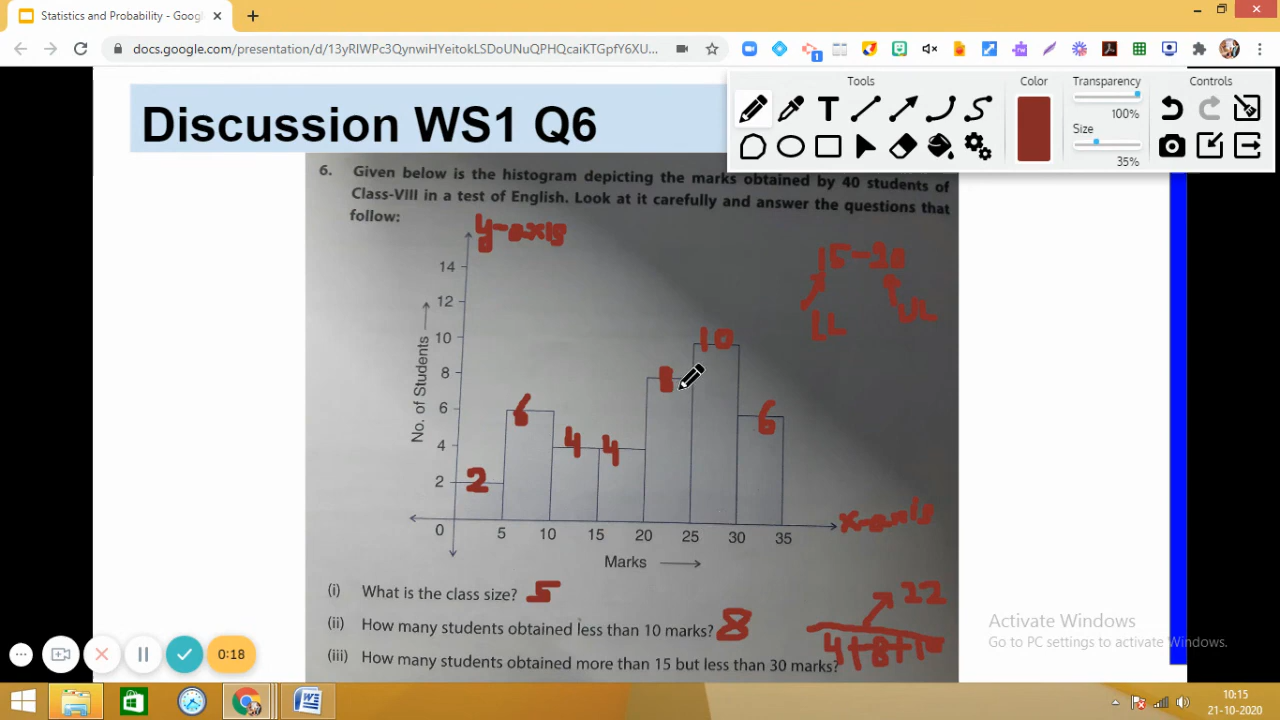 Statistics and Probability - Goog
docs.google.com/presentation/d/13yRlWPc3QynwiHYeitokLSDoUNuQPHQcaiKTGpfY6XU...
1
Tools
Color
Transparency
Controls
T
100%
Size
35%
Discussion WS1 Q6
6. Given below is the histogram depicting the marks obtained by 40 students of
Class-VIII in a test of English. Look at it carefully and answer the questions that
follow:
y-axis
15-20
LL
UL
14
12
10
8
6
4
2
0
No. of Students
2
6
4
4
8
10
6
5 10 15 20 25 30 35
x-axis
Marks
(i) What is the class size? 5
(ii) How many students obtained less than 10 marks? 8
22
4+8+10
(iii) How many students obtained more than 15 but less than 30 marks?
Activate Windows
Go to PC settings to activate Windows.
0:18
10:15
21-10-2020